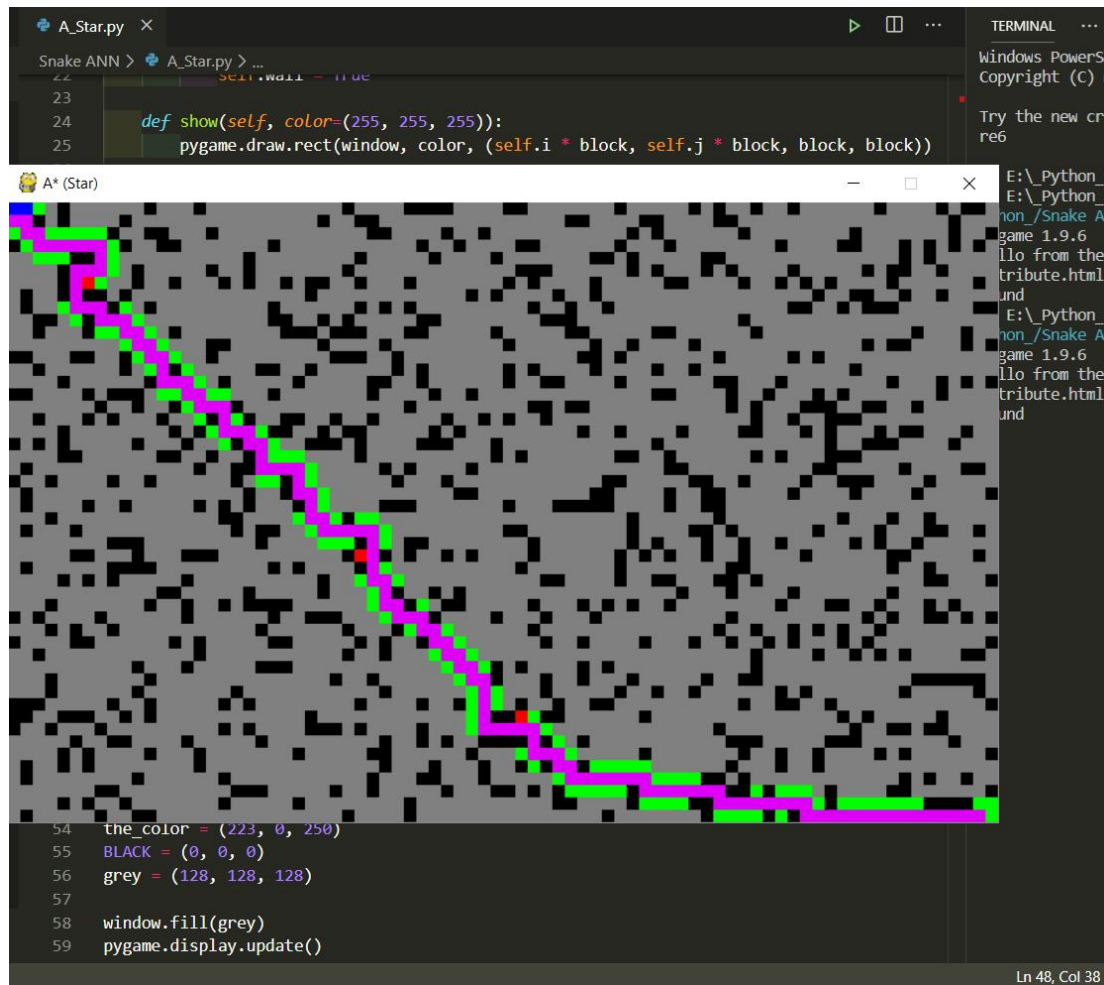 A_Star.py ×
TERMINAL ···
Snake ANN > A_Star.py > ...
22 self.wall = True
23
24 def show(self, color=(255, 255, 255)):
25 pygame.draw.rect(window, color, (self.i * block, self.j * block, block, block))
A* (Star)
54 the_color = (223, 0, 250)
55 BLACK = (0, 0, 0)
56 grey = (128, 128, 128)
57
58 window.fill(grey)
59 pygame.display.update()
Windows PowerS
Copyright (C)
Try the new cr
re6
E:\_Python_
E:\_Python_
hon_/Snake A
game 1.9.6
llo from the
tribute.html
und
E:\_Python_
hon_/Snake A
game 1.9.6
llo from the
tribute.html
und
Ln 48, Col 38